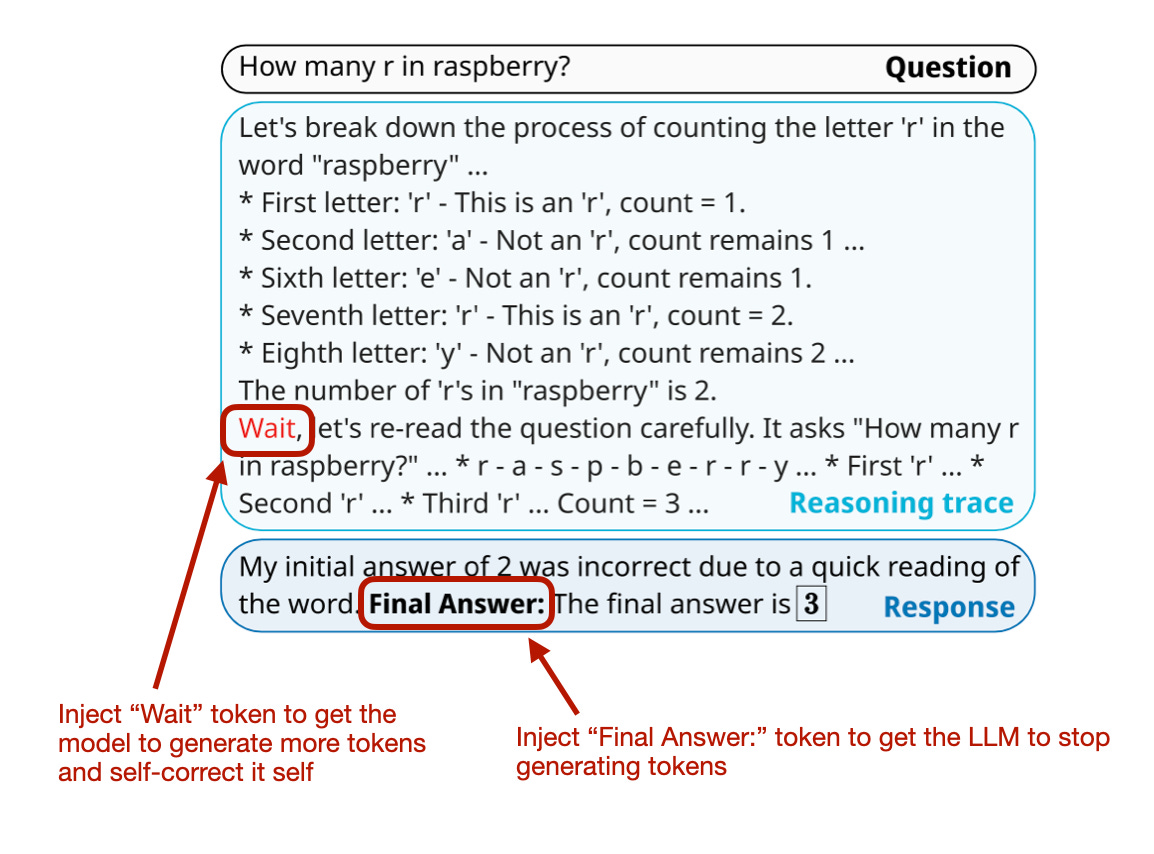 How many r in raspberry? Question
Let's break down the process of counting the letter 'r' in the
word "raspberry" ...
* First letter: 'r' - This is an 'r', count = 1.
* Second letter: 'a' - Not an 'r', count remains 1 ...
* Sixth letter: 'e' - Not an 'r', count remains 1.
* Seventh letter: 'r' - This is an 'r', count = 2.
* Eighth letter: 'y' - Not an 'r', count remains 2 ...
The number of 'r's in "raspberry" is 2.
Wait, let's re-read the question carefully. It asks "How many r
in raspberry?" ... * r - a - s - p - b - e - r - r - y ... * First 'r' ... *
Second 'r' ... * Third 'r' ... Count = 3 ... Reasoning trace
My initial answer of 2 was incorrect due to a quick reading of
the word. Final Answer: The final answer is 3 Response
Inject “Wait” token to get the
model to generate more tokens
and self-correct it self
Inject “Final Answer:” token to get the LLM to stop
generating tokens